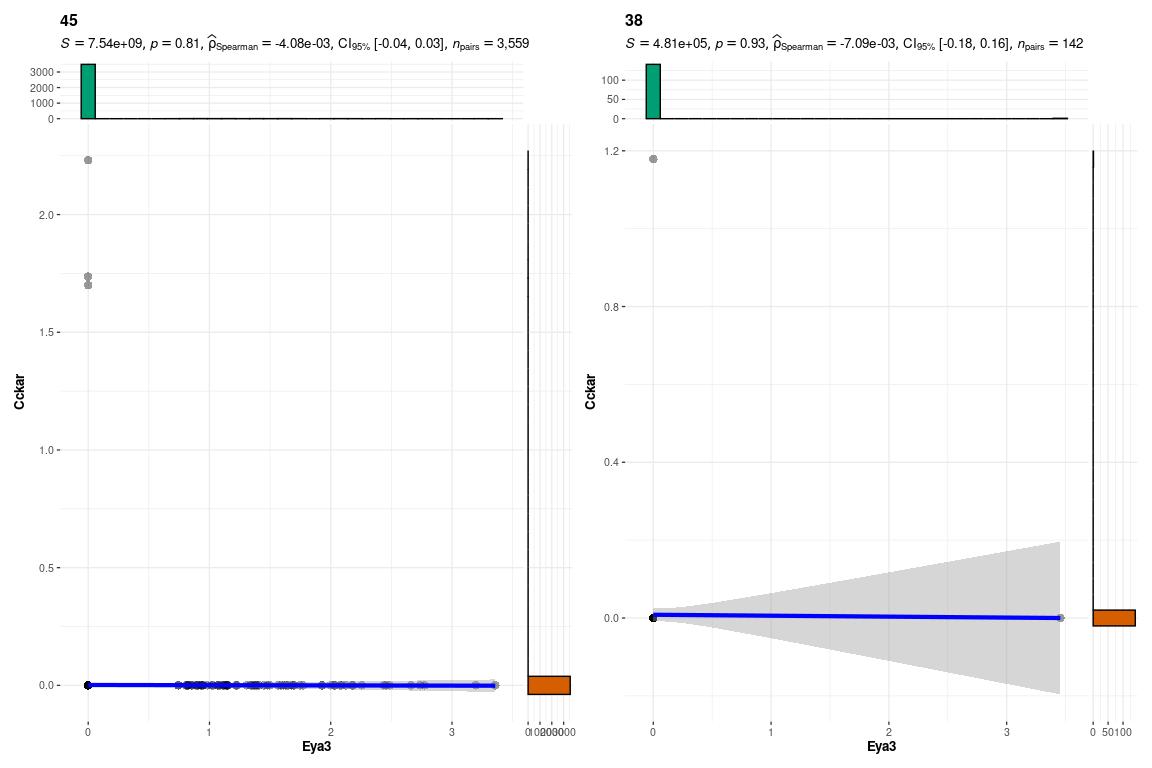 45
S = 7.54e+09, p = 0.81, ρ̂Spearman = -4.08e-03, CI95% [-0.04, 0.03], npairs = 3,559
3000
2000
1000
0
2.0
1.5
1.0
0.5
0.0
Cckar
0 1 2 3
0100020003000
Eya3
38
S = 4.81e+05, p = 0.93, ρ̂Spearman = -7.09e-03, CI95% [-0.18, 0.16], npairs = 142
100
50
0
1.2
0.8
0.4
0.0
Cckar
0 1 2 3
0 50 100
Eya3